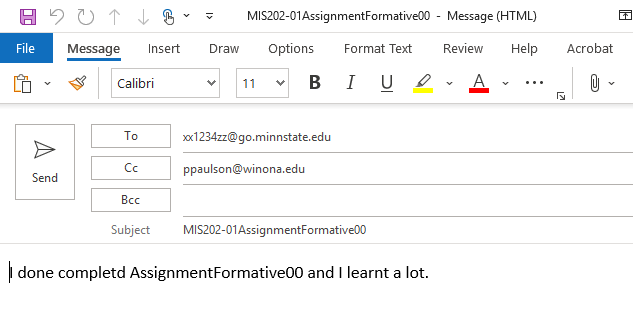 MIS202-01AssignmentFormative00 - Message (HTML)
File Message Insert Draw Options Format Text Review Help Acrobat
Calibri 11 B I U A ...
To xx1234zz@go.minnstate.edu
Send
Cc ppaulson@winona.edu
Bcc
Subject MIS202-01AssignmentFormative00
I done completd AssignmentFormative00 and I learnt a lot.